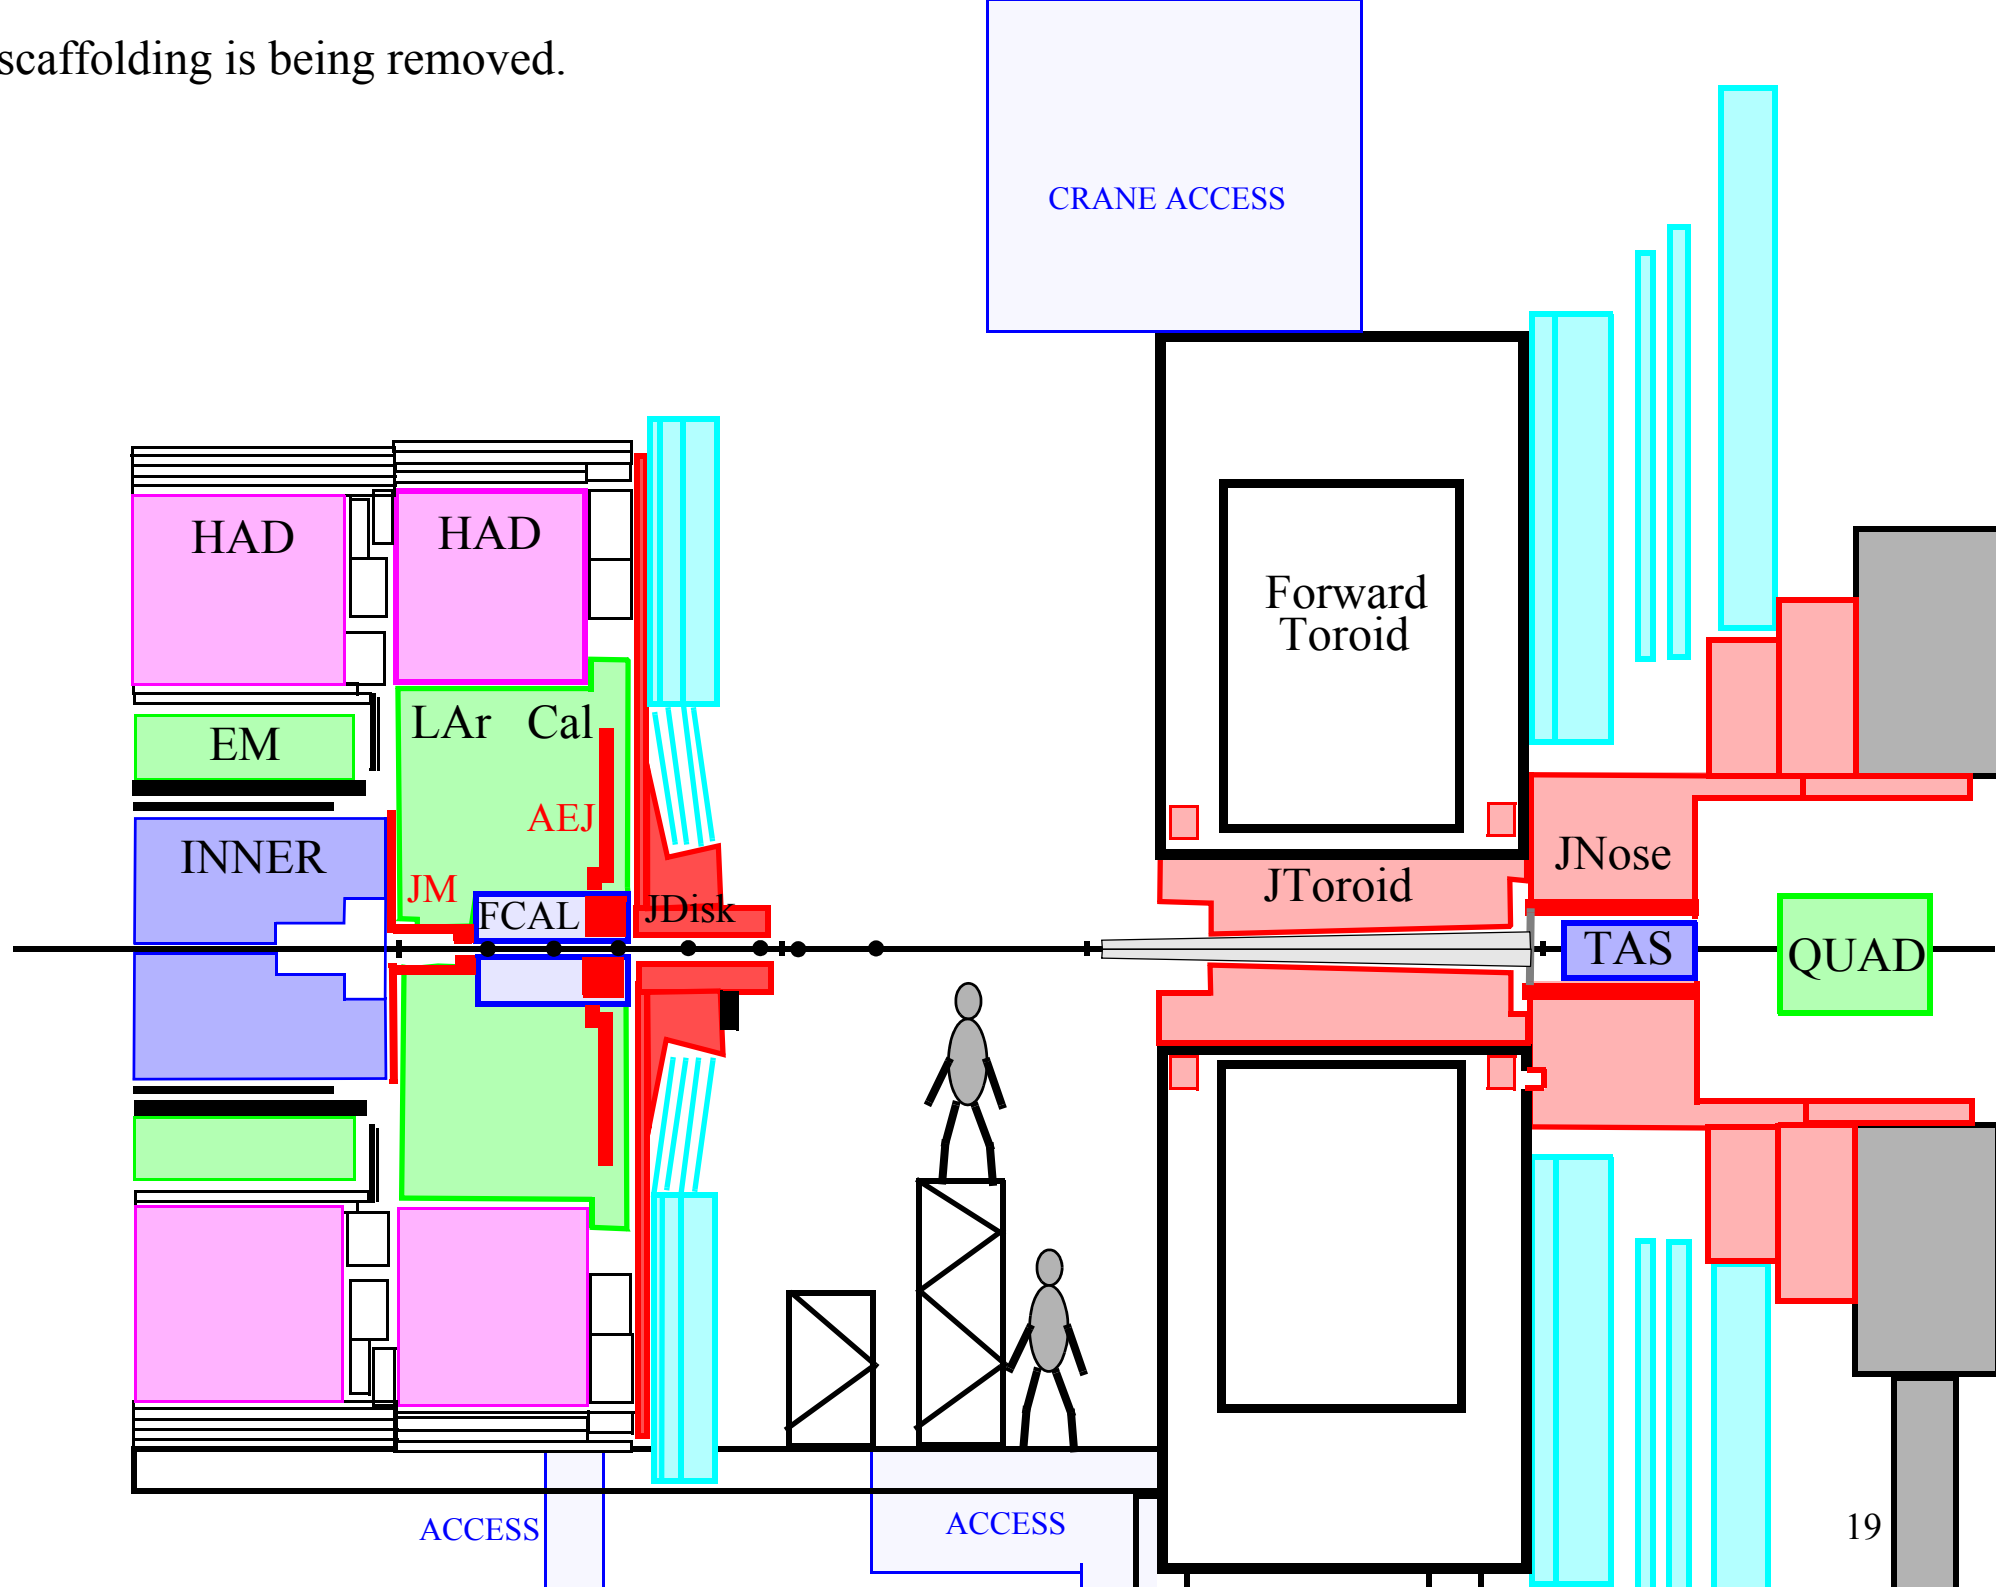 scaffolding is being removed.
CRANE ACCESS
HAD
HAD
Forward
Toroid
LAr Cal
EM
AEJ
INNER
JM
FCAL
JDisk
JToroid
JNose
TAS
QUAD
ACCESS
ACCESS
19